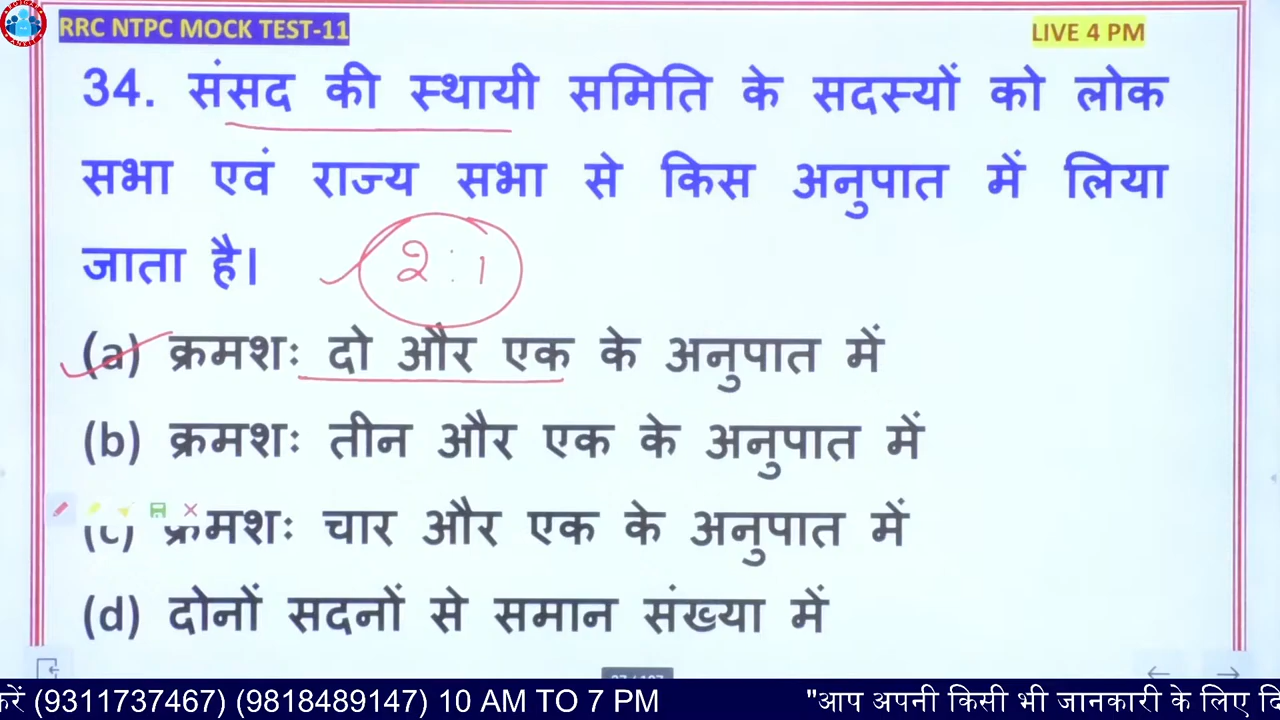 RRC NTPC MOCK TEST-11
LIVE 4 PM
34. संसद की स्थायी समिति के सदस्यों को लोक
सभा एवं राज्य सभा से किस अनुपात में लिया
जाता है।
2 : 1
(a) क्रमशः दो और एक के अनुपात में
(b) क्रमशः तीन और एक के अनुपात में
(c) क्रमशः चार और एक के अनुपात में
(d) दोनों सदनों से समान संख्या में
करें (9311737467) (9818489147) 10 AM TO 7 PM "आप अपनी किसी भी जानकारी के लिए